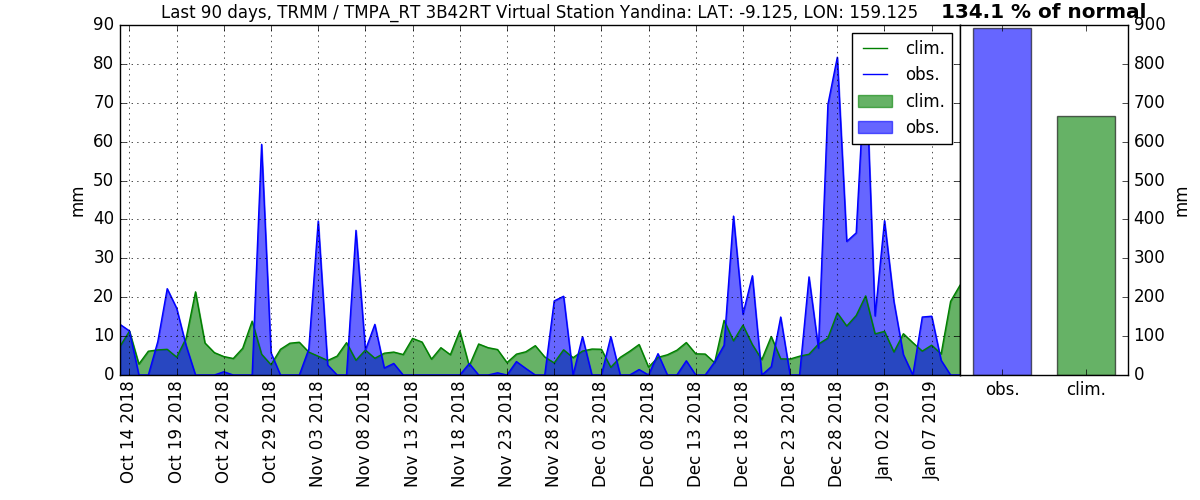 Last 90 days, TRMM / TMPA_RT 3B42RT Virtual Station Yandina: LAT: -9.125, LON: 159.125
134.1 % of normal
90
80
70
60
50
40
30
20
10
0
mm
clim.
obs.
clim.
obs.
Oct 14 2018
Oct 19 2018
Oct 24 2018
Oct 29 2018
Nov 03 2018
Nov 08 2018
Nov 13 2018
Nov 18 2018
Nov 23 2018
Nov 28 2018
Dec 03 2018
Dec 08 2018
Dec 13 2018
Dec 18 2018
Dec 23 2018
Dec 28 2018
Jan 02 2019
Jan 07 2019
900
800
700
600
500
400
300
200
100
0
mm
obs.
clim.